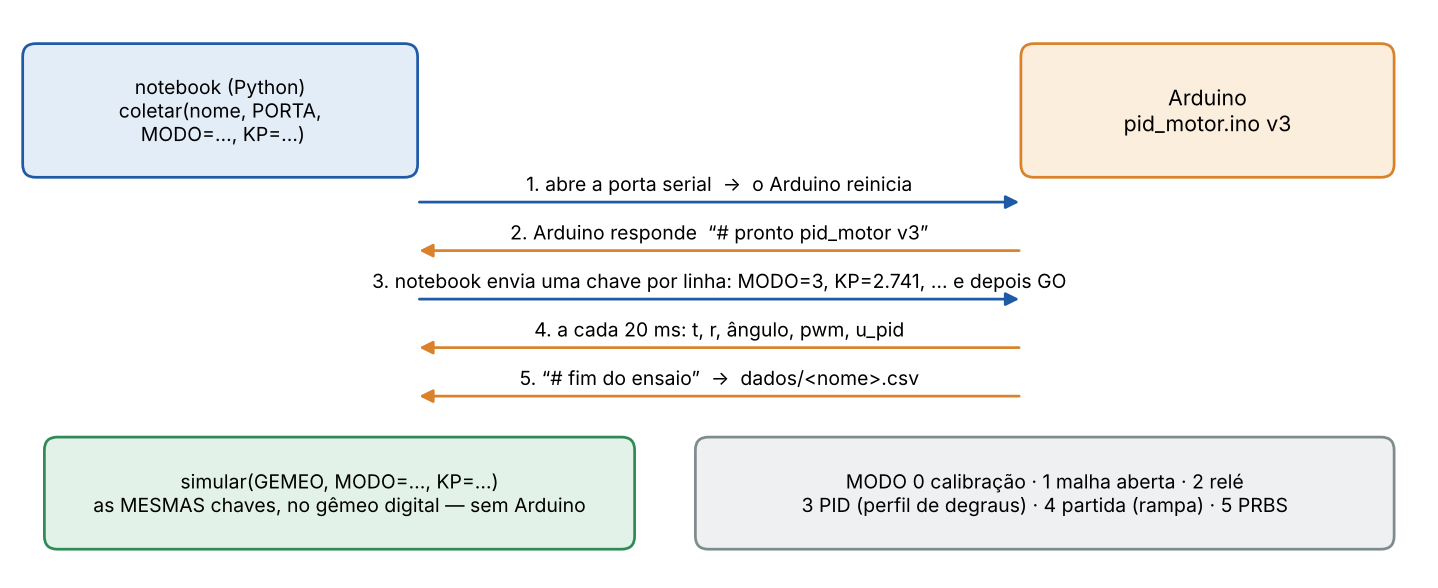 notebook (Python)
coletar(nome, PORTA,
MODO=..., KP=...)
Arduino
pid_motor.ino v3
1. abre a porta serial → o Arduino reinicia
2. Arduino responde “# pronto pid_motor v3”
3. notebook envia uma chave por linha: MODO=3, KP=2.741, ... e depois GO
4. a cada 20 ms: t, r, ângulo, pwm, u_pid
5. “# fim do ensaio” → dados/<nome>.csv
simular(GEMEO, MODO=..., KP=...)
as MESMAS chaves, no gêmeo digital — sem Arduino
MODO 0 calibração · 1 malha aberta · 2 relé
3 PID (perfil de degraus) · 4 partida (rampa) · 5 PRBS